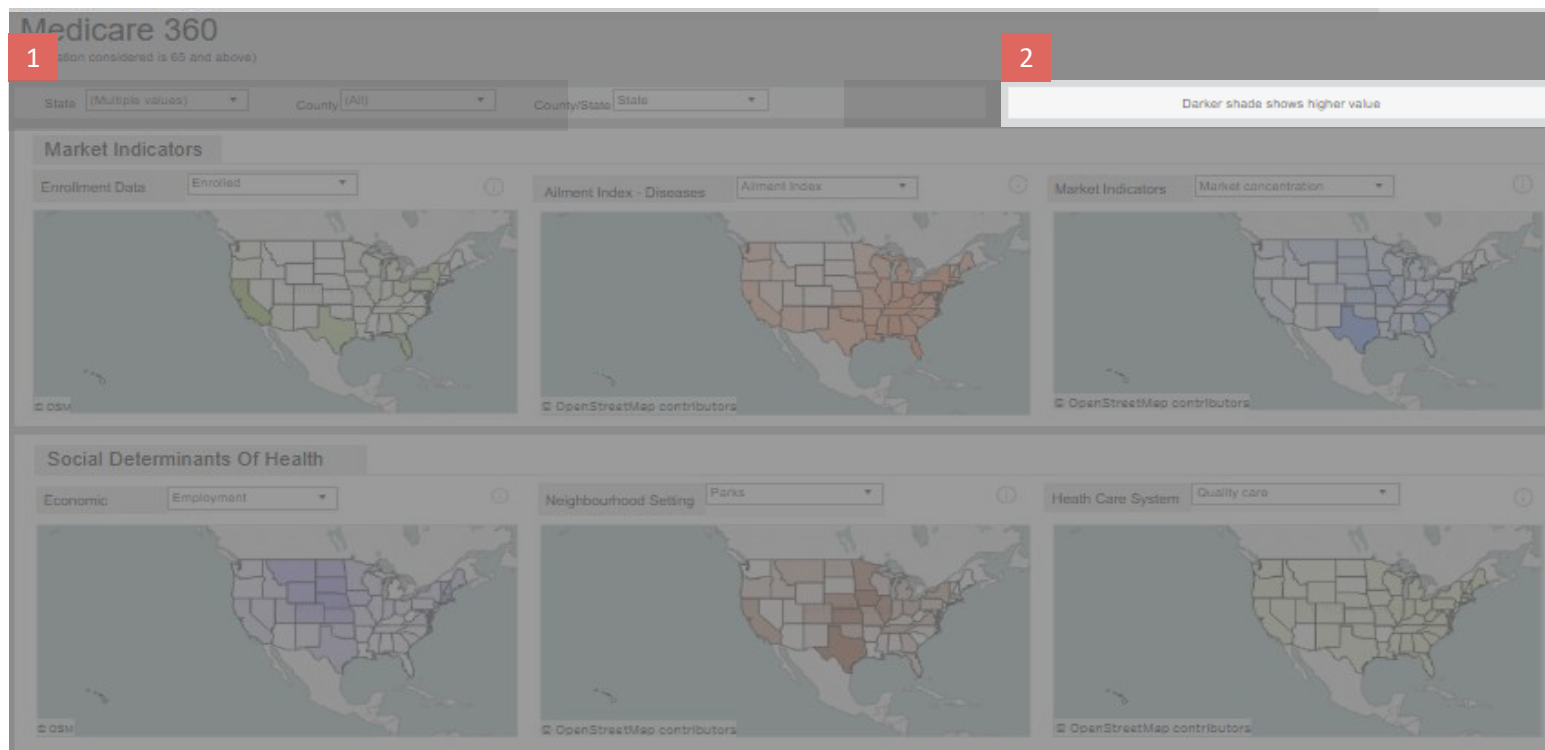 Medicare 360
1
2
ation considered is 65 and above)
State (Multiple values) County (All) County/State State
Darker shade shows higher value
Market Indicators
Enrollment Data Enrolled
Ailment Index - Diseases Ailment Index
Market Indicators Market concentration
© OSM
© OpenStreetMap contributors
© OpenStreetMap contributors
Social Determinants Of Health
Economic Employment
Neighbourhood Setting Parks
Heath Care System Quality care
© OSM
© OpenStreetMap contributors
© OpenStreetMap contributors